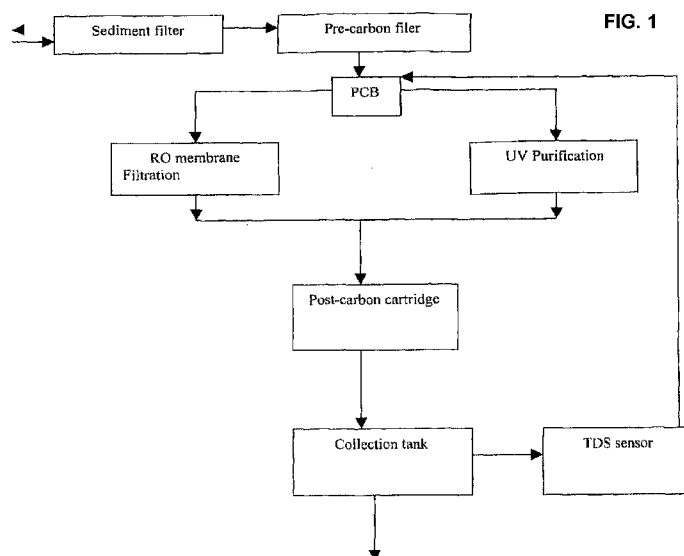 FIG. 1
Sediment filter
Pre-carbon filer
PCB
RO membrane
Filtration
UV Purification
Post-carbon cartridge
Collection tank
TDS sensor